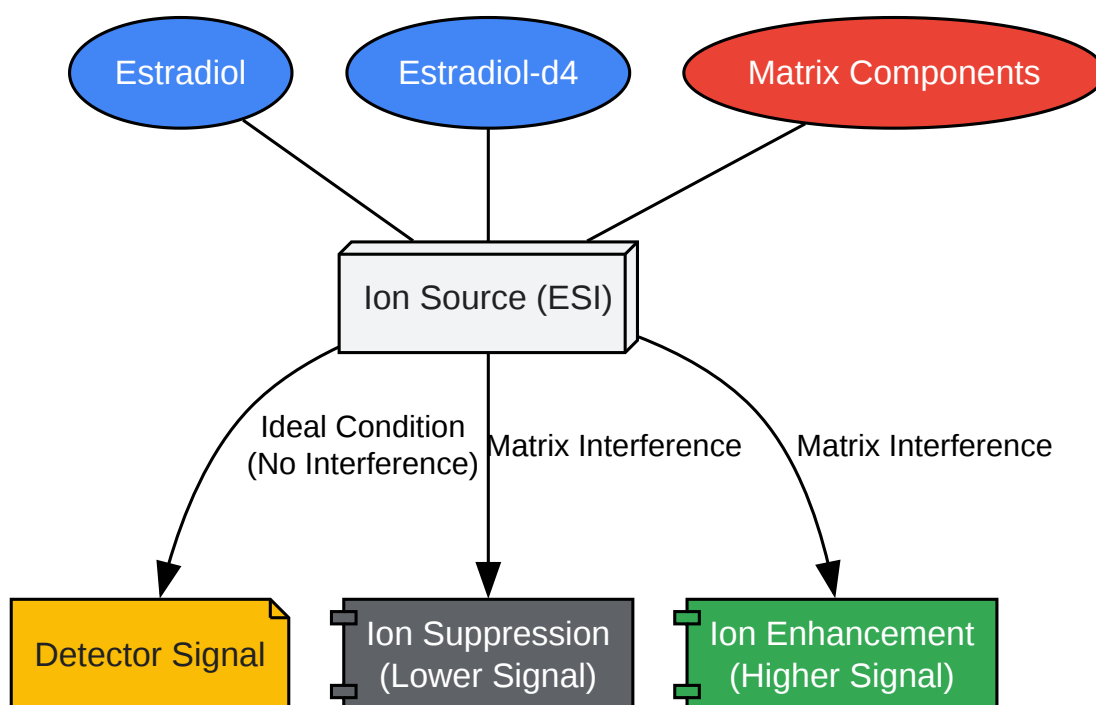 Estradiol
Estradiol-d4
Matrix Components
Ion Source (ESI)
Ideal Condition
(No Interference)
Matrix Interference
Matrix Interference
Detector Signal
Ion Suppression
(Lower Signal)
Ion Enhancement
(Higher Signal)